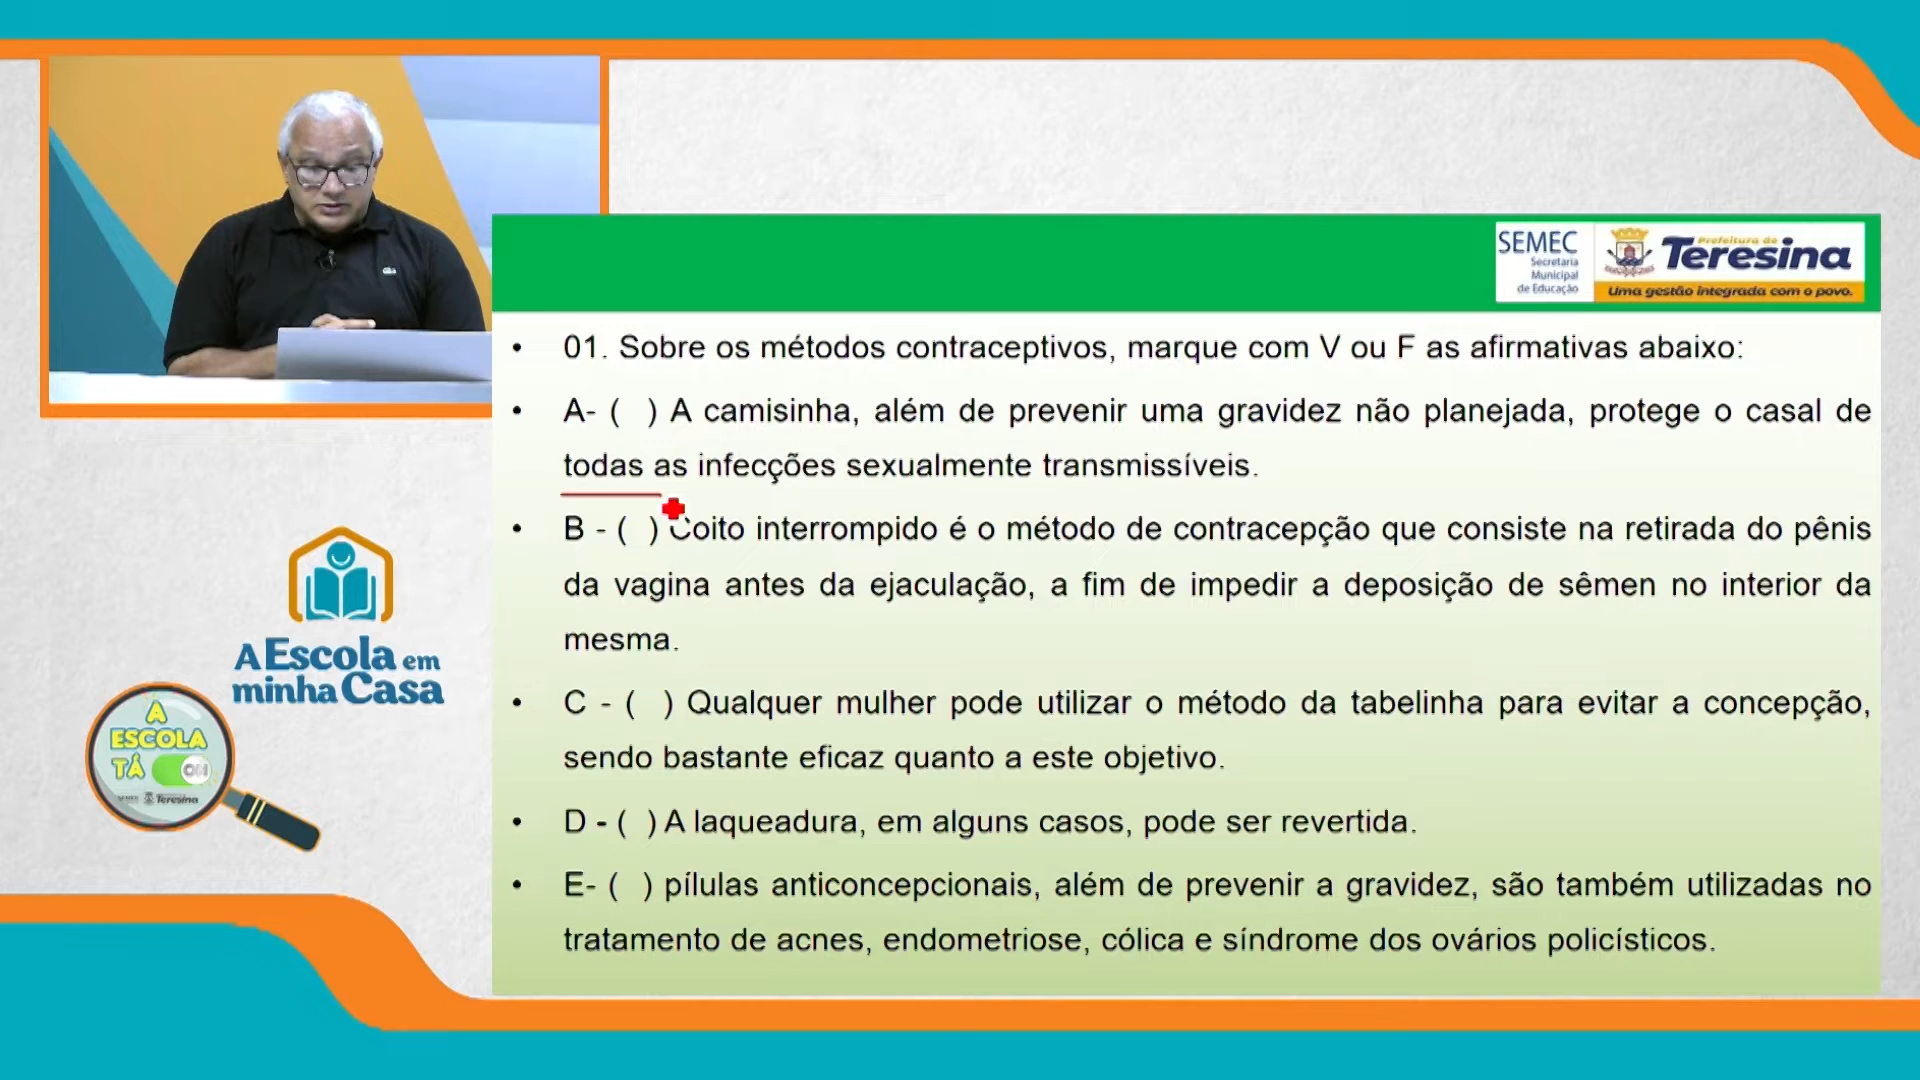 SEMEC
Secretaria
Municipal
de Educação
Prefeitura de
Teresina
Uma gestão integrada com o povo.
• 01. Sobre os métodos contraceptivos, marque com V ou F as afirmativas abaixo:
• A- ( ) A camisinha, além de prevenir uma gravidez não planejada, protege o casal de
todas as infecções sexualmente transmissíveis.
• B - ( ) Coito interrompido é o método de contracepção que consiste na retirada do pênis
da vagina antes da ejaculação, a fim de impedir a deposição de sêmen no interior da
mesma.
• C - ( ) Qualquer mulher pode utilizar o método da tabelinha para evitar a concepção,
sendo bastante eficaz quanto a este objetivo.
• D - ( ) A laqueadura, em alguns casos, pode ser revertida.
• E- ( ) pílulas anticoncepcionais, além de prevenir a gravidez, são também utilizadas no
tratamento de acnes, endometriose, cólica e síndrome dos ovários policísticos.
A Escola em
minha Casa
A
ESCOLA
TÁ ON
SEMEC Teresina